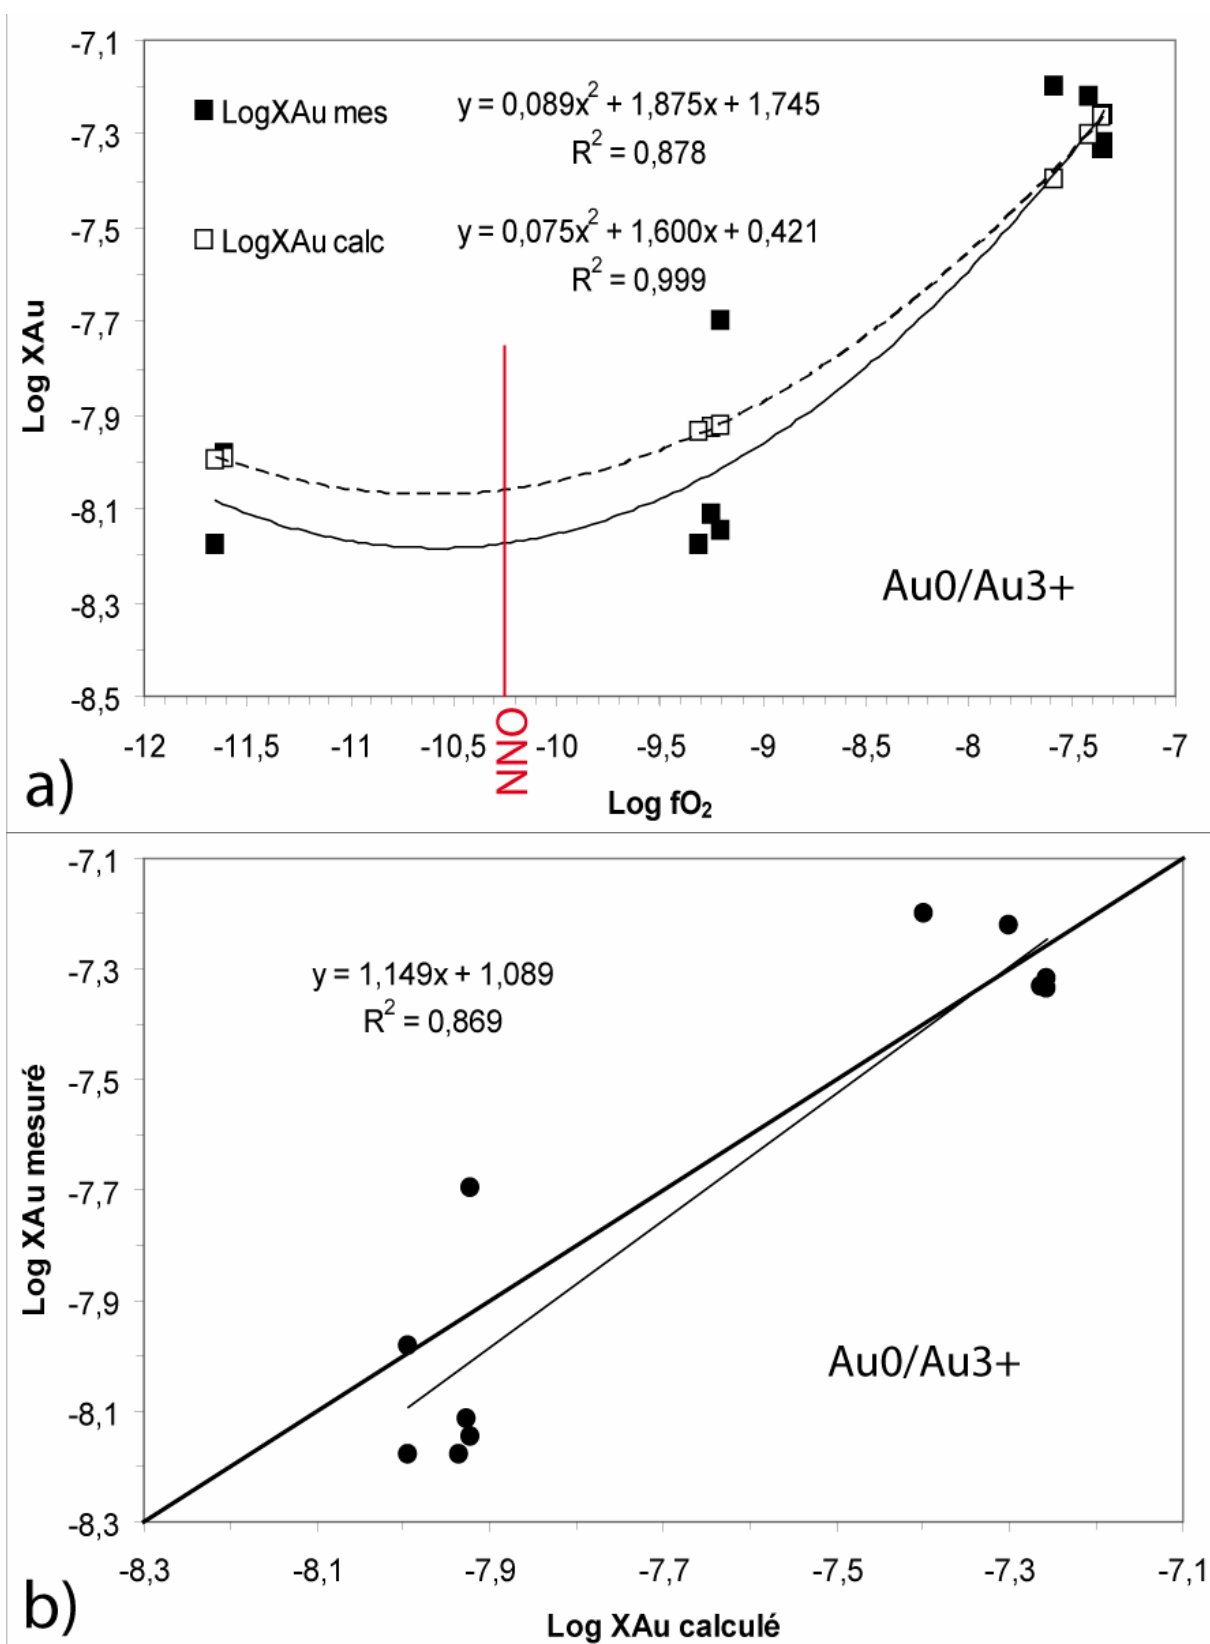 -7,1
-7,3
-7,5
-7,7
-7,9
-8,1
-8,3
-8,5
Log XAu
LogXAu mes
y = 0,089x² + 1,875x + 1,745
R² = 0,878
LogXAu calc
y = 0,075x² + 1,600x + 0,421
R² = 0,999
Au0/Au3+
-12 -11,5 -11 -10,5 -10 -9,5 -9 -8,5 -8 -7,5 -7
NNO
a)
Log fO₂
-7,1
-7,3
-7,5
-7,7
-7,9
-8,1
-8,3
Log XAu mesuré
y = 1,149x + 1,089
R² = 0,869
Au0/Au3+
-8,3 -8,1 -7,9 -7,7 -7,5 -7,3 -7,1
b)
Log XAu calculé